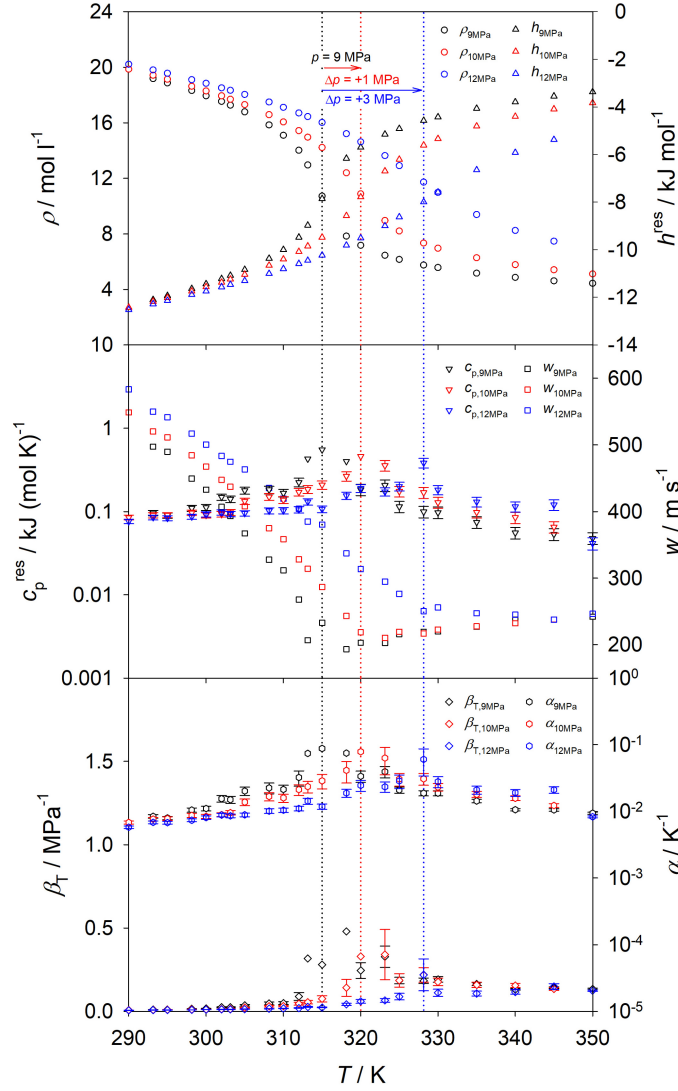 24
20
16
12
8
4
10
ρ / mol l⁻¹
0
-2
-4
-6
-8
-10
-12
-14
hʳᵉˢ / kJ mol⁻¹
ρ9MPa
ρ10MPa
ρ12MPa
h9MPa
h10MPa
h12MPa
p = 9 MPa
Δp = +1 MPa
Δp = +3 MPa
1
0.1
0.01
0.001
cpʳᵉˢ / kJ (mol K)⁻¹
600
500
400
300
200
10⁰
w / m s⁻¹
cp,9MPa
cp,10MPa
cp,12MPa
w9MPa
w10MPa
w12MPa
1.5
1.0
0.5
0.0
βT / MPa⁻¹
10⁻¹
10⁻²
10⁻³
10⁻⁴
10⁻⁵
α / K⁻¹
βT,9MPa
βT,10MPa
βT,12MPa
α9MPa
α10MPa
α12MPa
290 300 310 320 330 340 350
T / K